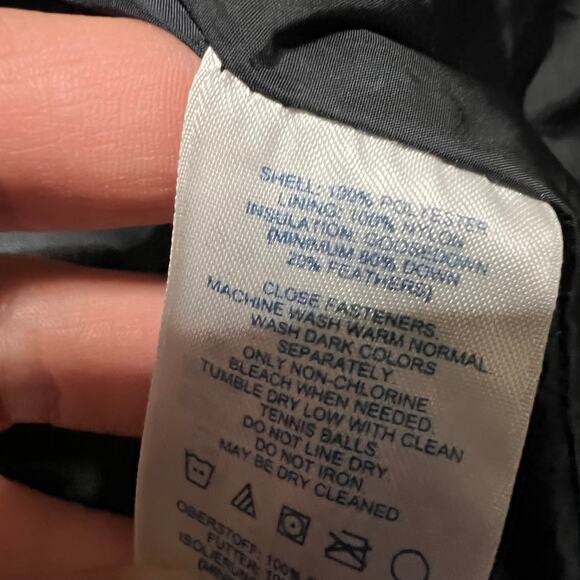 SHELL: 100% POLYESTER
LINING: 100% NYLON
INSULATION: GOOSEDOWN
(MINIMUM 80% DOWN
20% FEATHERS)
CLOSE FASTENERS.
MACHINE WASH WARM NORMAL.
WASH DARK COLORS
SEPARATELY.
ONLY NON-CHLORINE
BLEACH WHEN NEEDED.
TUMBLE DRY LOW WITH CLEAN
TENNIS BALLS.
DO NOT LINE DRY.
DO NOT IRON.
MAY BE DRY CLEANED
OBERSTOFF: 100%
FUTTER: